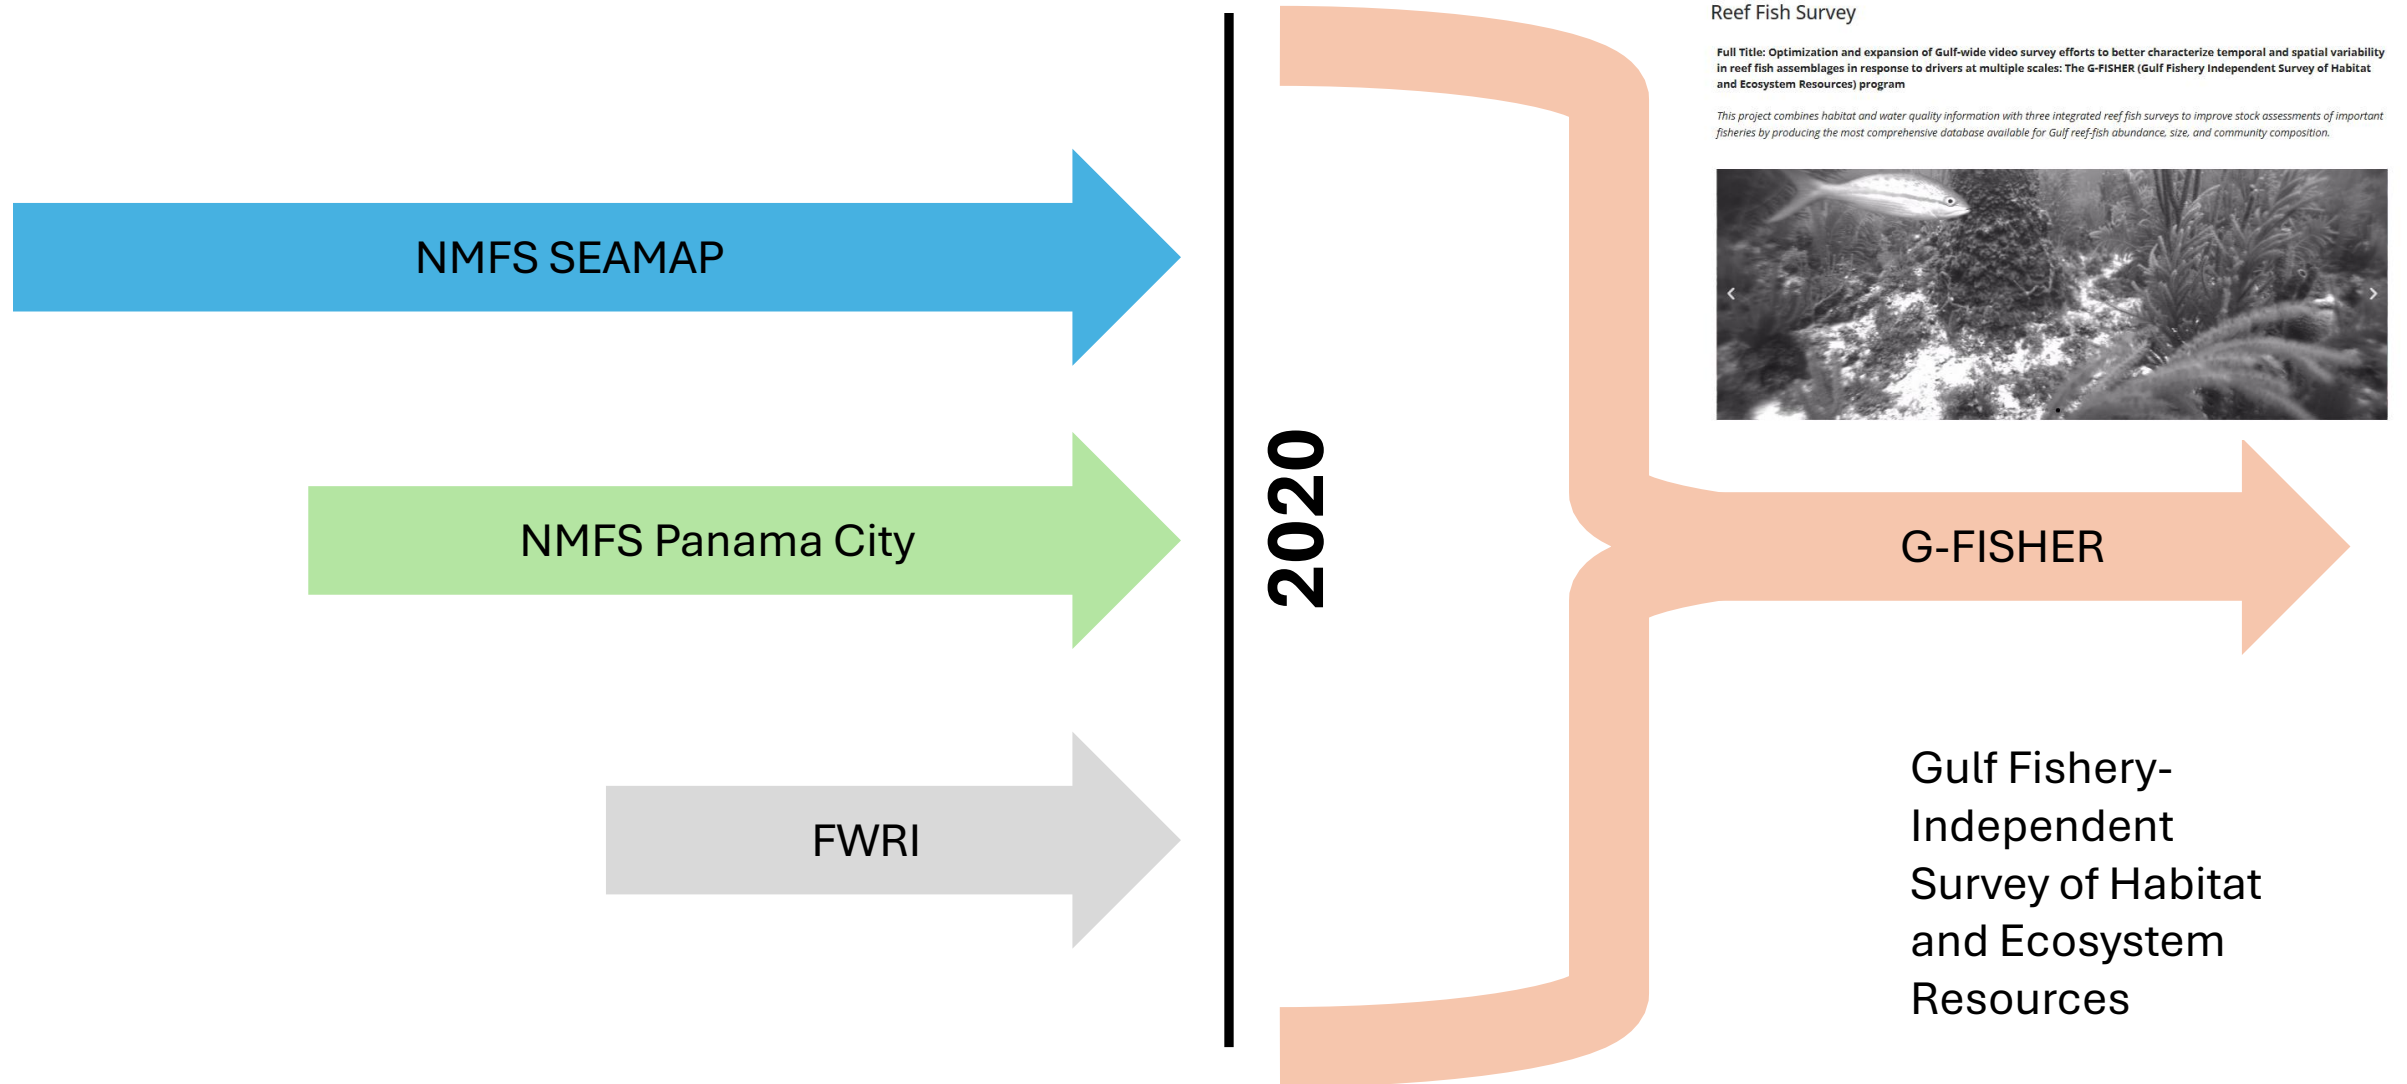 Reef Fish Survey
Full Title: Optimization and expansion of Gulf-wide video survey efforts to better characterize temporal and spatial variability
in reef fish assemblages in response to drivers at multiple scales: The G-FISHER (Gulf Fishery Independent Survey of Habitat
and Ecosystem Resources) program
This project combines habitat and water quality information with three integrated reef fish surveys to improve stock assessments of important
fisheries by producing the most comprehensive database available for Gulf reef-fish abundance, size, and community composition.
NMFS SEAMAP
NMFS Panama City
FWRI
2020
G-FISHER
Gulf Fishery-
Independent
Survey of Habitat
and Ecosystem
Resources